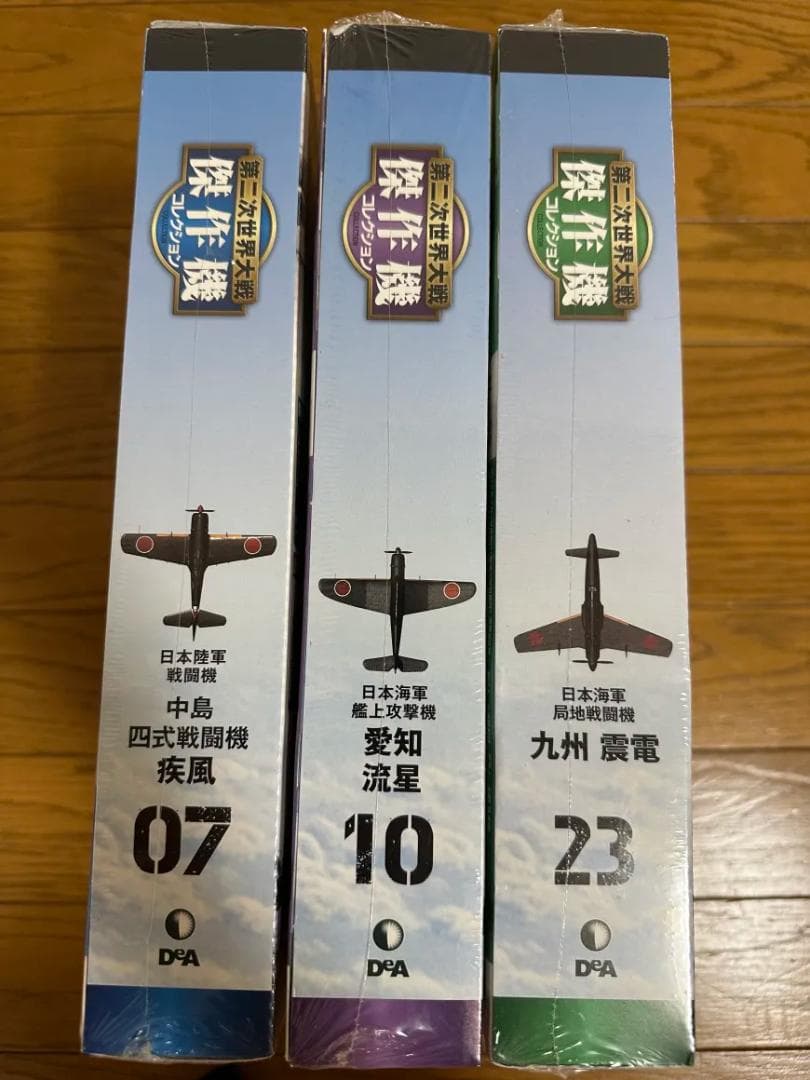 第二次世界大戦
傑作機
コレクション
COLLECTION
日本陸軍
戦闘機
中島
四式戦闘機
疾風
07
DeA
第二次世界大戦
傑作機
コレクション
COLLECTION
日本海軍
艦上攻撃機
愛知
流星
10
DeA
第二次世界大戦
傑作機
コレクション
COLLECTION
日本海軍
局地戦闘機
九州 震電
23
DeA